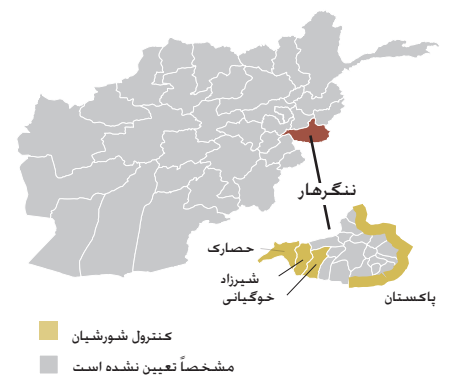 ننگرهار
حصارک
شیرزاد
خوگیانی
پاکستان
کنترول شورشیان
مشخصاً تعیین نشده است